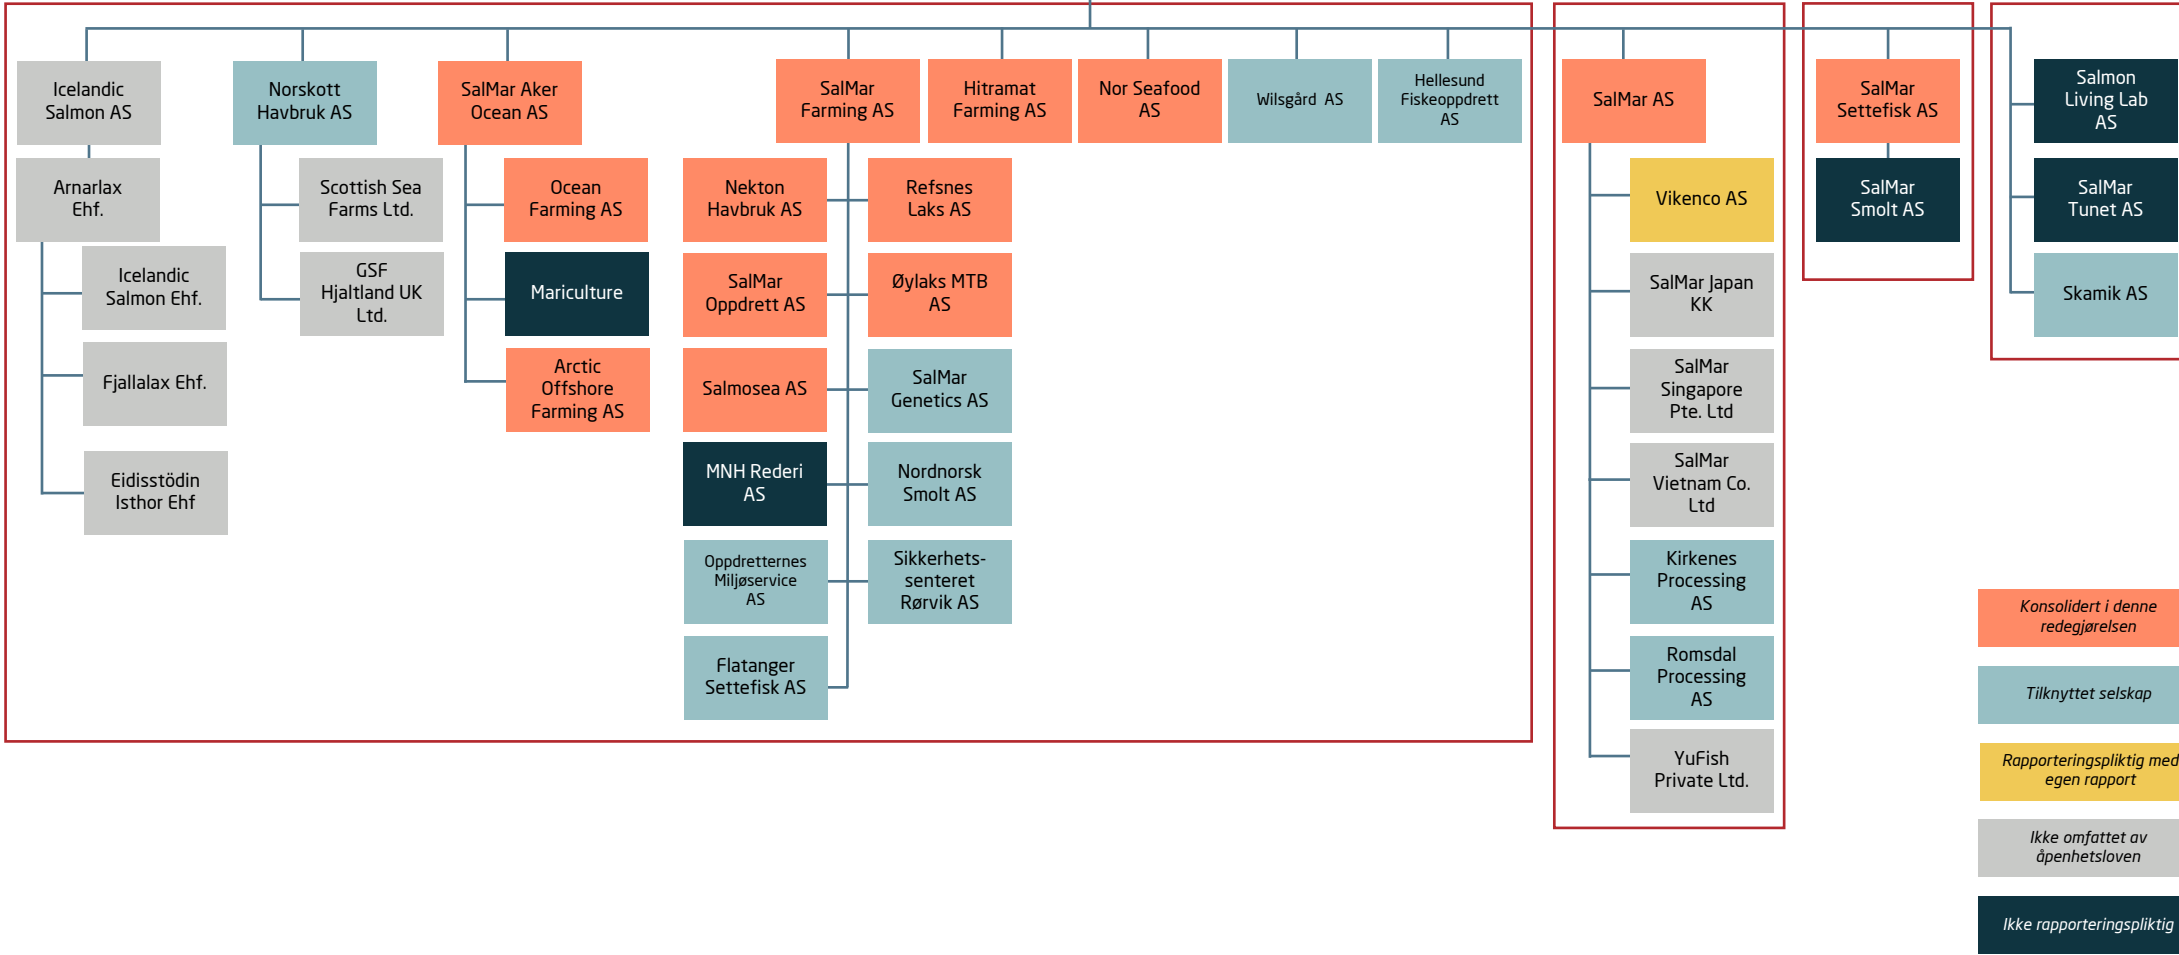 Icelandic
Salmon AS
Norskott
Havbruk AS
SalMar Aker
Ocean AS
SalMar
Farming AS
Hitramat
Farming AS
Nor Seafood
AS
Wilsgård AS
Hellesund
Fiskeoppdrett
AS
SalMar AS
SalMar
Settefisk AS
Salmon
Living Lab
AS
Arnarlax
Ehf.
Icelandic
Salmon Ehf.
Fjallalax Ehf.
Eidisstödin
Isthor Ehf
Scottish Sea
Farms Ltd.
GSF
Hjaltland UK
Ltd.
Ocean
Farming AS
Mariculture
Arctic
Offshore
Farming AS
Nekton
Havbruk AS
Refsnes
Laks AS
SalMar
Oppdrett AS
Øylaks MTB
AS
Salmosea AS
SalMar
Genetics AS
MNH Rederi
AS
Nordnorsk
Smolt AS
Oppdretternes
Miljøservice
AS
Sikkerhets-
senteret
Rørvik AS
Flatanger
Settefisk AS
Vikenco AS
SalMar Japan
KK
SalMar
Singapore
Pte. Ltd
SalMar
Vietnam Co.
Ltd
Kirkenes
Processing
AS
Romsdal
Processing
AS
YuFish
Private Ltd.
SalMar
Smolt AS
SalMar
Tunet AS
Skamik AS
Konsolidert i denne
redegjørelsen
Tilknyttet selskap
Rapporteringspliktig med
egen rapport
Ikke omfattet av
åpenhetsloven
Ikke rapporteringspliktig